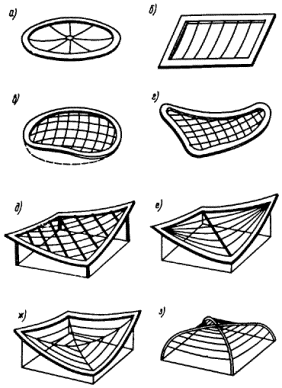 а) б)
в) г)
д) е)
ж) з)